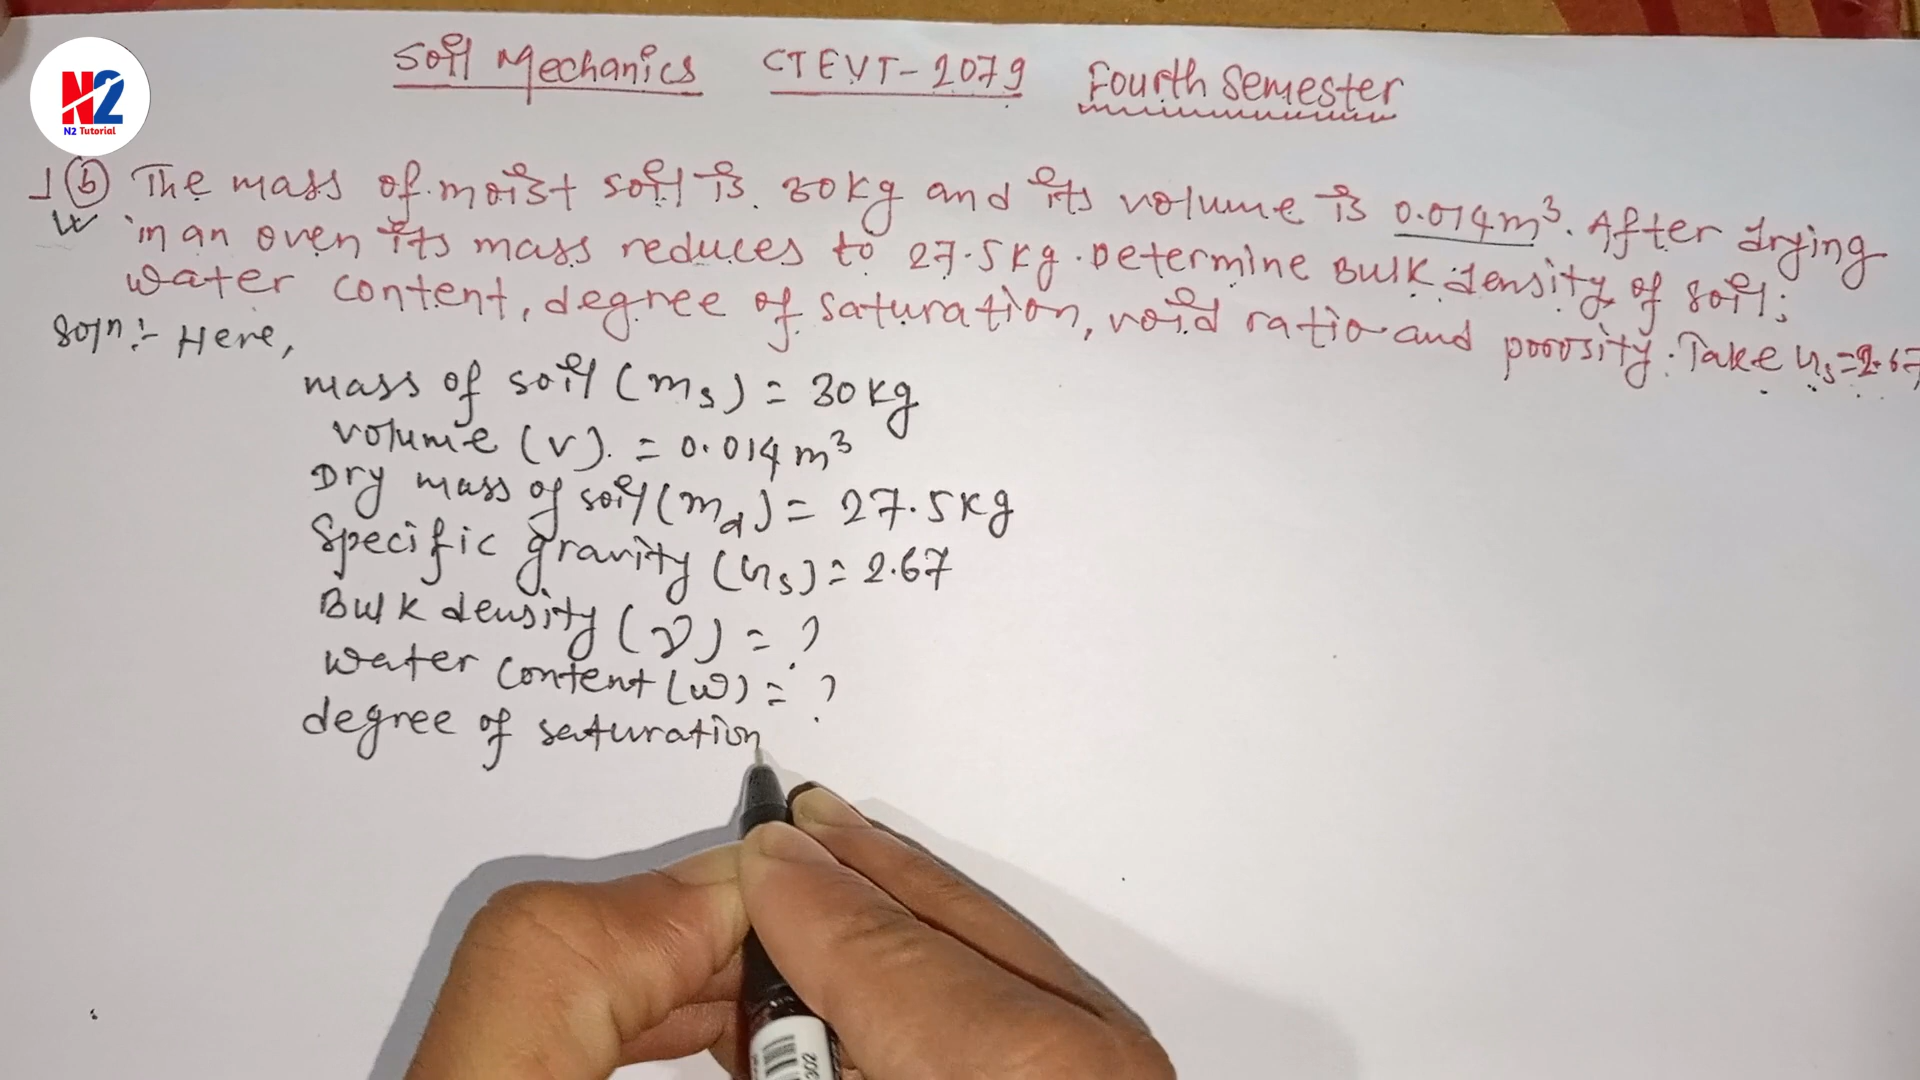 N2
N2 Tutorial
Soil Mechanics CTEVT-2079 Fourth Semester
1 (b) The mass of moist soil is 30kg and its volume is 0.014m³. After drying
in an oven its mass reduces to 27.5kg. Determine Bulk density of soil;
water content, degree of saturation, void ratio and porosity. Take Gs=2.67
Soln:- Here,
mass of soil (ms) = 30kg
volume (v) = 0.014 m³
Dry mass of soil (md) = 27.5kg
Specific gravity (Gs) = 2.67
Bulk density (γ) = ?
water content (w) = ?
degree of saturation
302